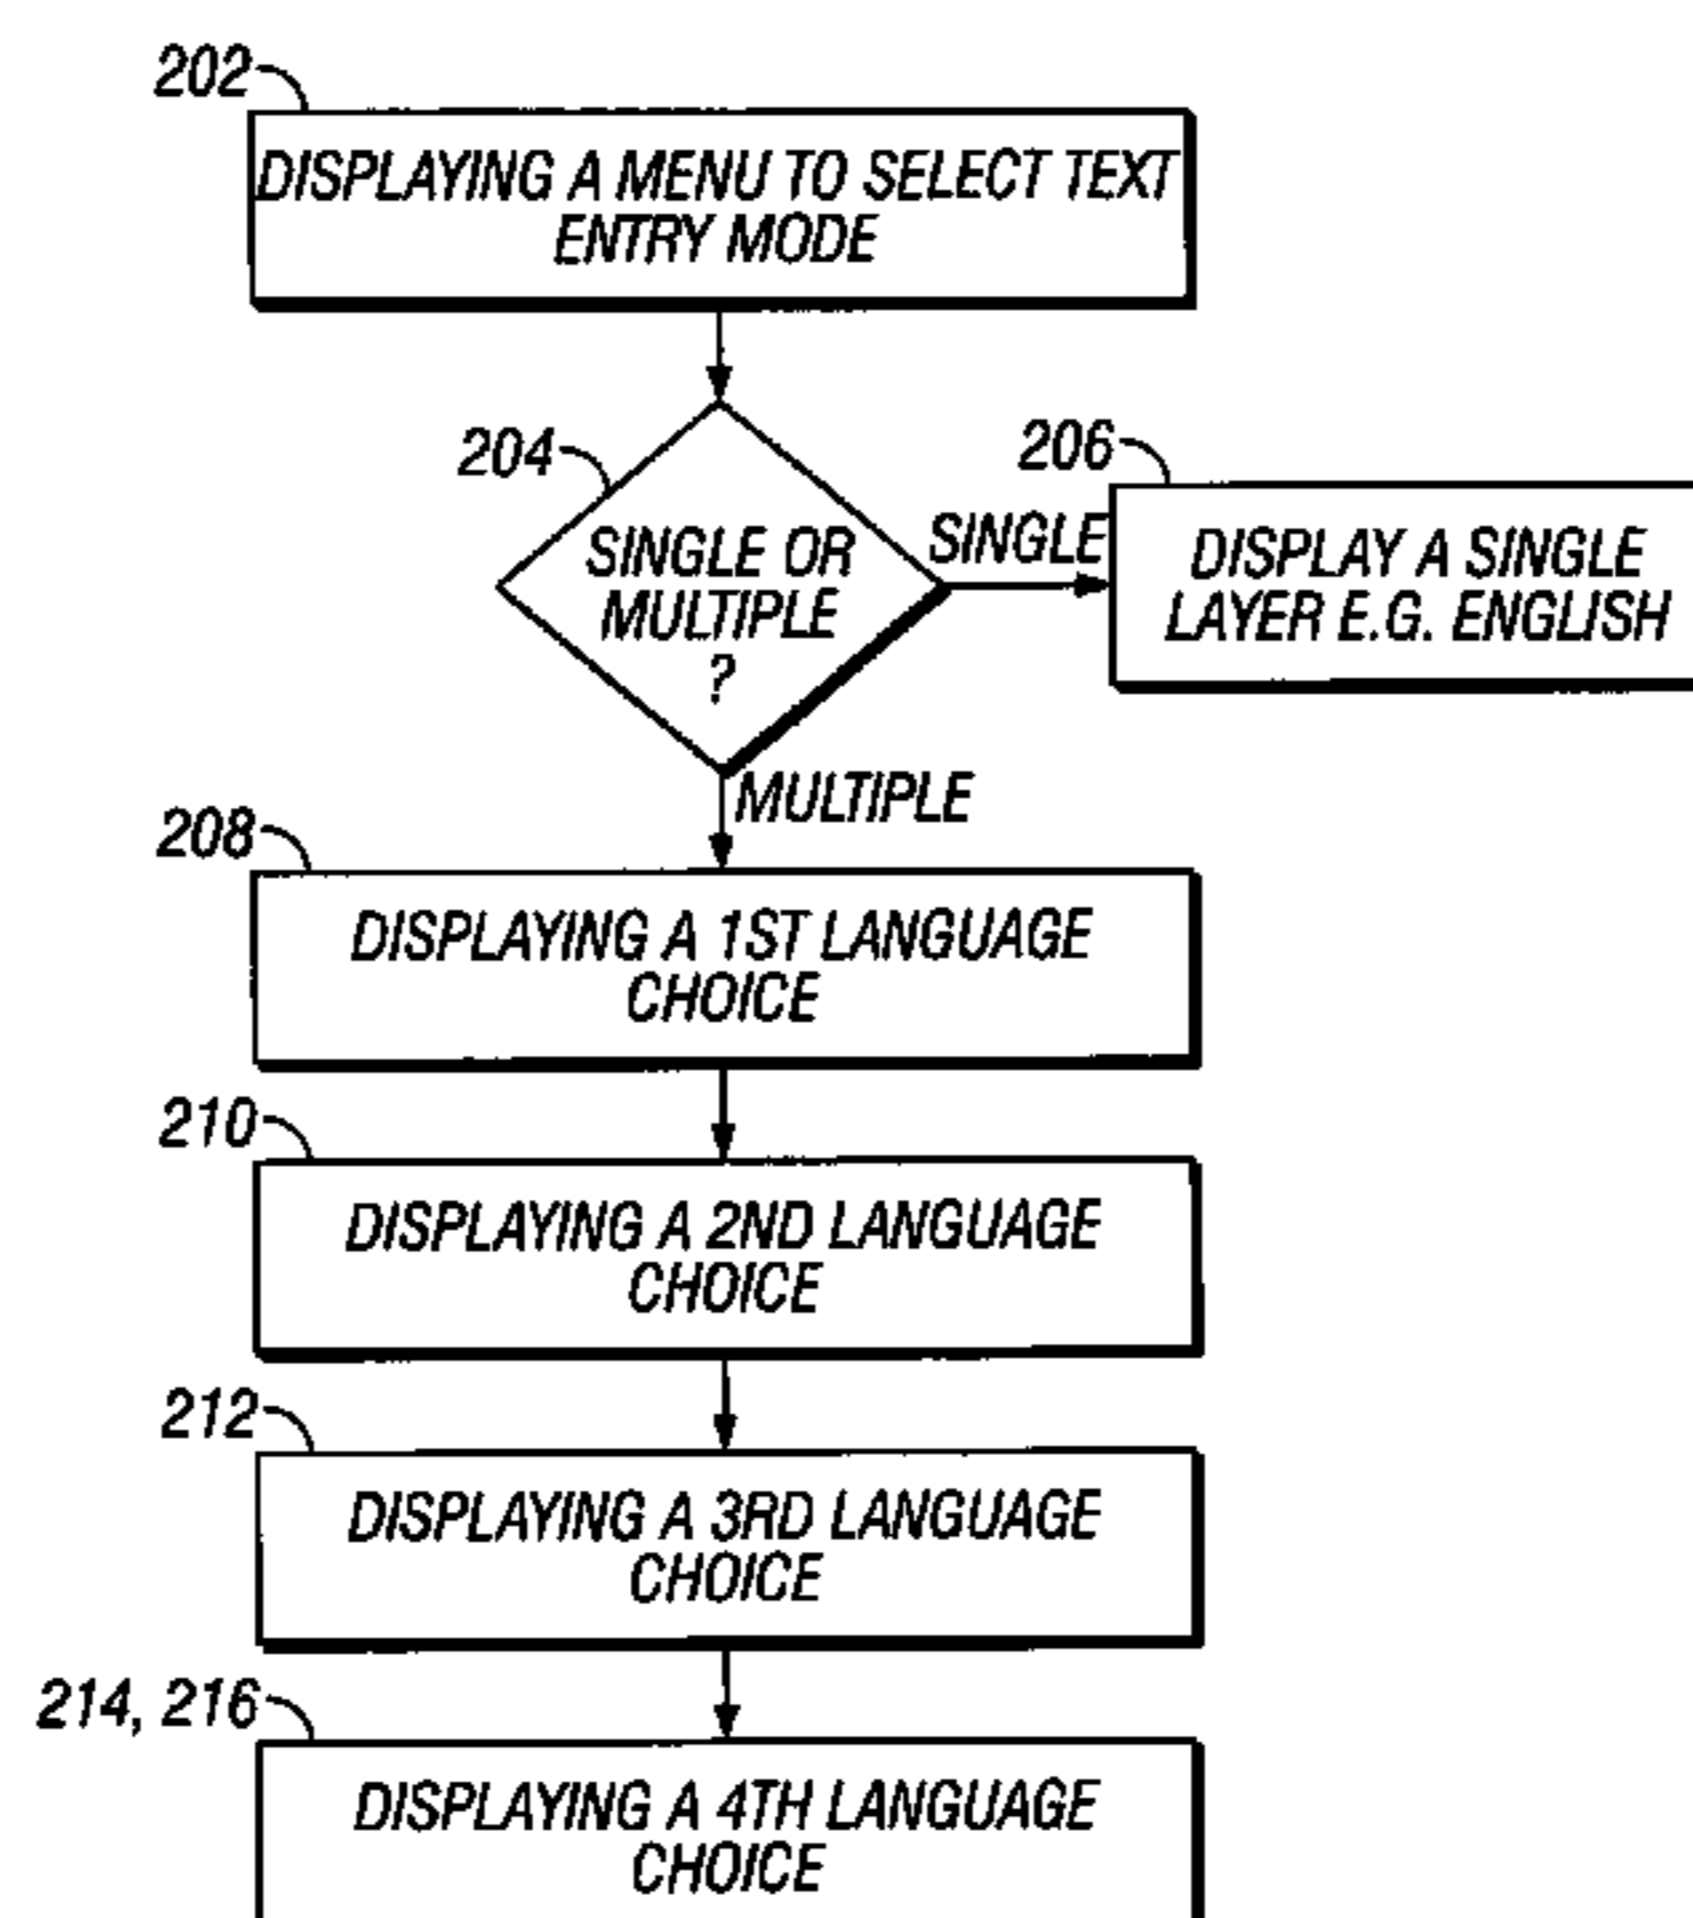 202
DISPLAYING A MENU TO SELECT TEXT
ENTRY MODE
204
SINGLE OR
MULTIPLE
?
SINGLE
206
DISPLAY A SINGLE
LAYER E.G. ENGLISH
MULTIPLE
208
DISPLAYING A 1ST LANGUAGE
CHOICE
210
DISPLAYING A 2ND LANGUAGE
CHOICE
212
DISPLAYING A 3RD LANGUAGE
CHOICE
214, 216
DISPLAYING A 4TH LANGUAGE
CHOICE